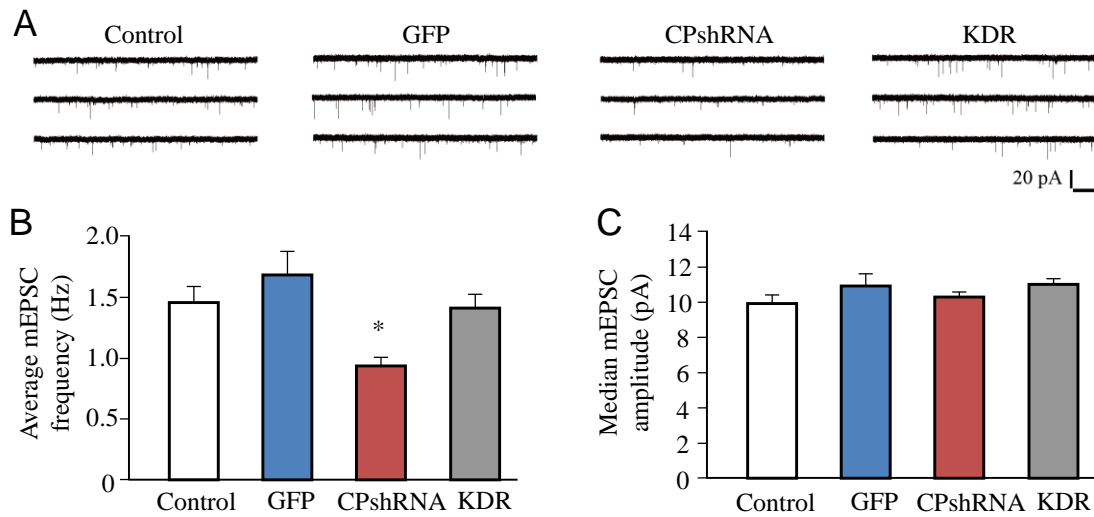 A
Control GFP CPshRNA KDR
20 pA
B
Average mEPSC
frequency (Hz)
2.0
1.5
1.0
0.5
0
*
Control GFP CPshRNA KDR
C
Median mEPSC
amplitude (pA)
14
12
10
8
6
4
2
0
Control GFP CPshRNA KDR